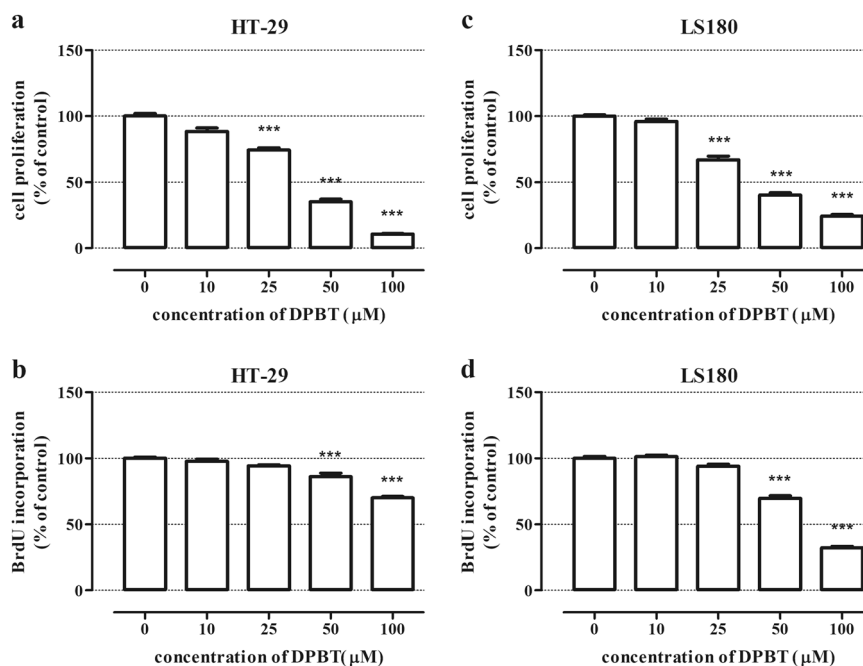 a
HT-29
cell proliferation
(% of control)
150
100
50
0
***
***
***
0 10 25 50 100
concentration of DPBT (μM)
c
LS180
cell proliferation
(% of control)
150
100
50
0
***
***
***
0 10 25 50 100
concentration of DPBT (μM)
b
HT-29
BrdU incorporation
(% of control)
150
100
50
0
***
***
0 10 25 50 100
concentration of DPBT(μM)
d
LS180
BrdU incorporation
(% of control)
150
100
50
0
***
***
0 10 25 50 100
concentration of DPBT (μM)